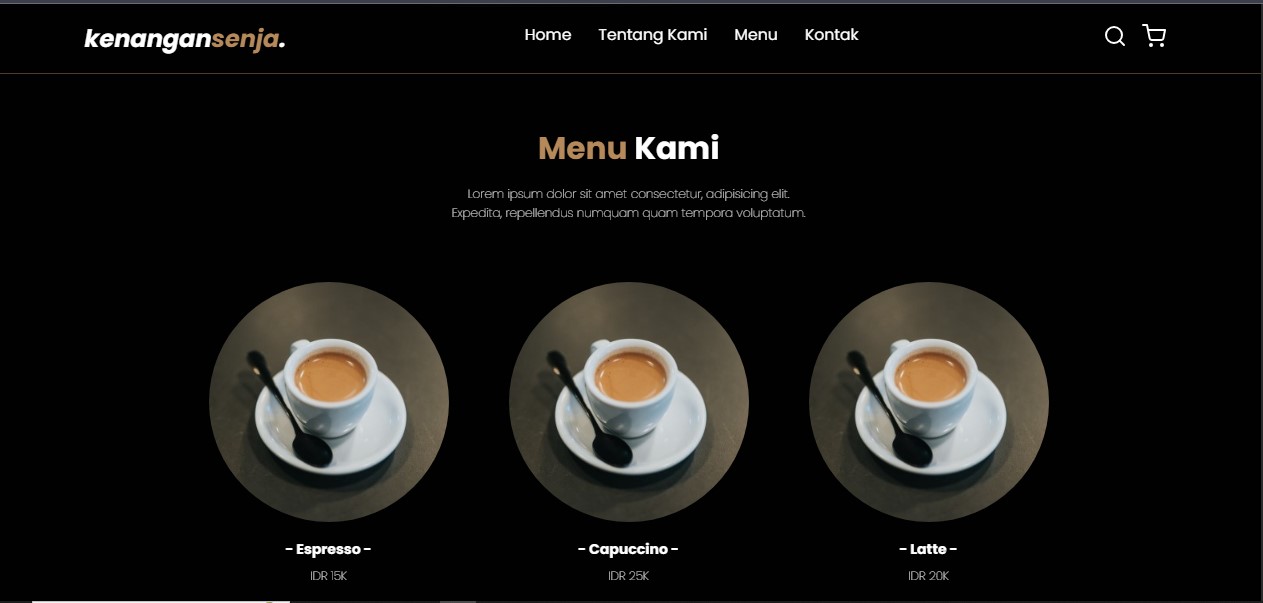 kenangansenja.
Home Tentang Kami Menu Kontak
Menu Kami
Lorem ipsum dolor sit amet consectetur, adipisicing elit.
Expedita, repellendus numquam quam tempora voluptatum.
- Espresso - - Capuccino - - Latte -
IDR 15K IDR 25K IDR 20K